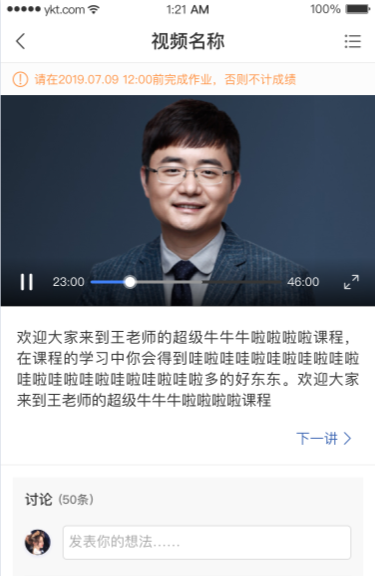 ykt.com
1:21 AM
100%
视频名称
请在2019.07.09 12:00前完成作业，否则不计成绩
23:00
46:00
欢迎大家来到王老师的超级牛牛牛啦啦啦啦课程，
在课程的学习中你会得到哇啦哇哇啦哇啦哇啦哇啦
哇啦哇啦哇啦哇啦哇啦哇啦多的好东东。欢迎大家
来到王老师的超级牛牛牛啦啦啦啦课程
下一讲
讨论 (50条)
发表你的想法……